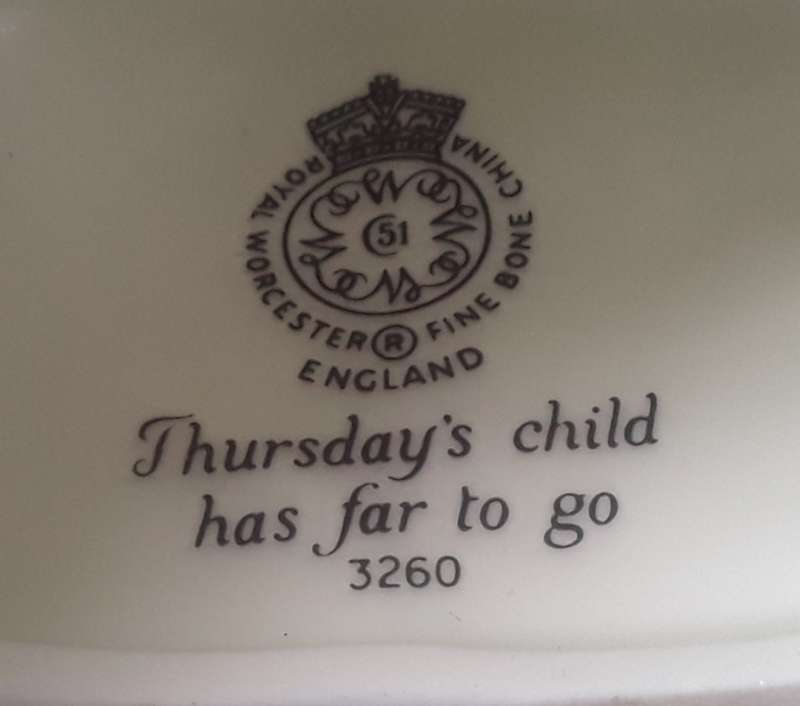 ROYAL WORCESTER ® FINE BONE CHINA
51
ENGLAND
Thursday's child
has far to go
3260